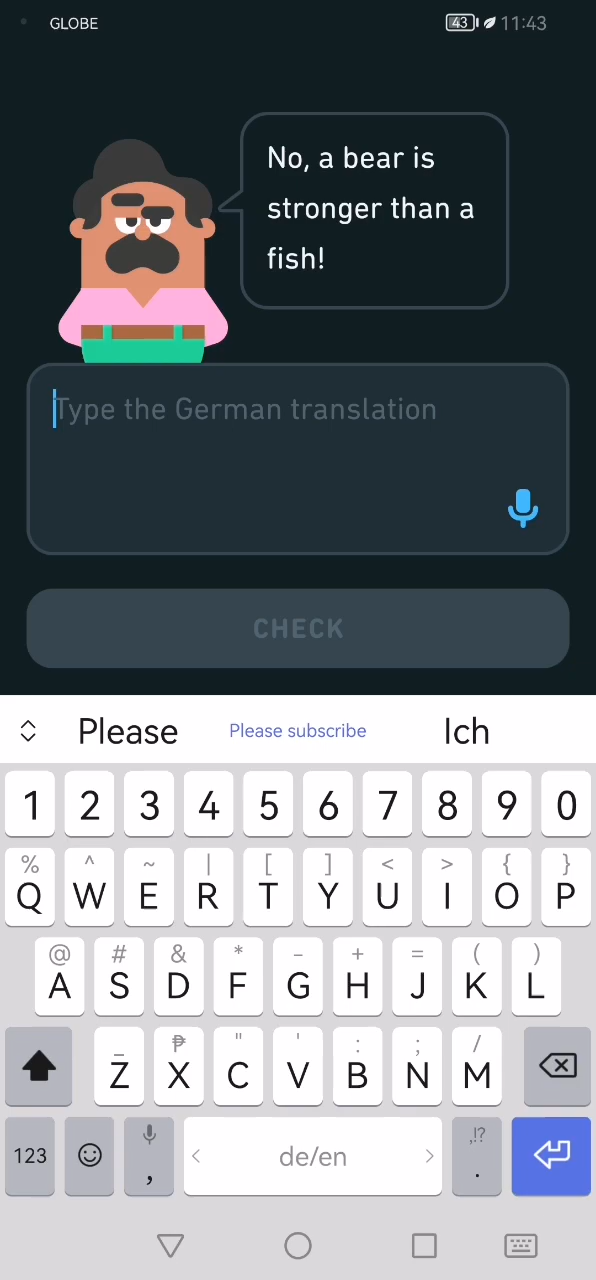 GLOBE 43 11:43
No, a bear is
stronger than a
fish!
Type the German translation
CHECK
Please Please subscribe Ich
1 2 3 4 5 6 7 8 9 0
% ^ ~ | [ ] < > { }
Q W E R T Y U I O P
@ # & * - + = ( )
A S D F G H J K L
_ ₱ " ' : ; /
Z X C V B N M
,!?
123 , de/en .